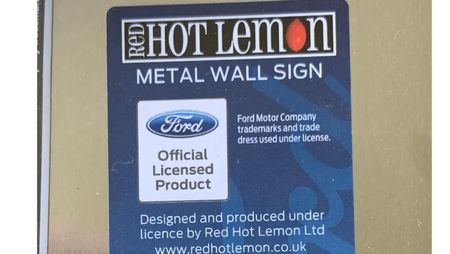 RED HOT LEMON
METAL WALL SIGN
Ford
Official
Licensed
Product
Ford Motor Company
trademarks and trade
dress used under license.
Designed and produced under
licence by Red Hot Lemon Ltd
www.redhotlemon.co.uk